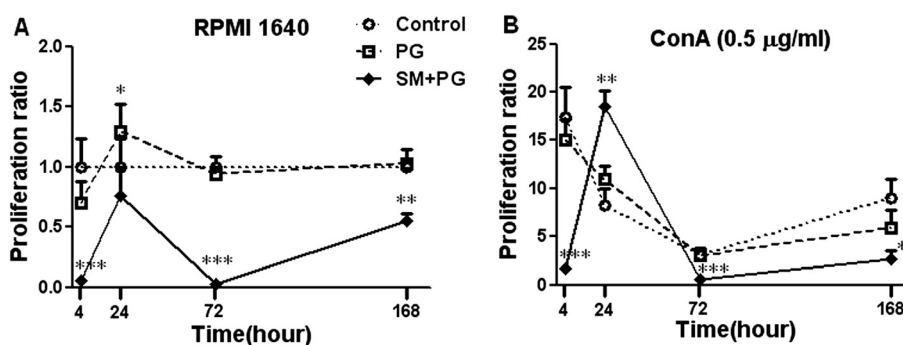 A
RPMI 1640
Control
PG
SM+PG
Proliferation ratio
2.0
1.5
1.0
0.5
0.0
*
***
***
**
4 24 72 168
Time(hour)
B
ConA (0.5 µg/ml)
Proliferation ratio
25
20
15
10
5
0
**
***
***
*
4 24 72 168
Time(hour)